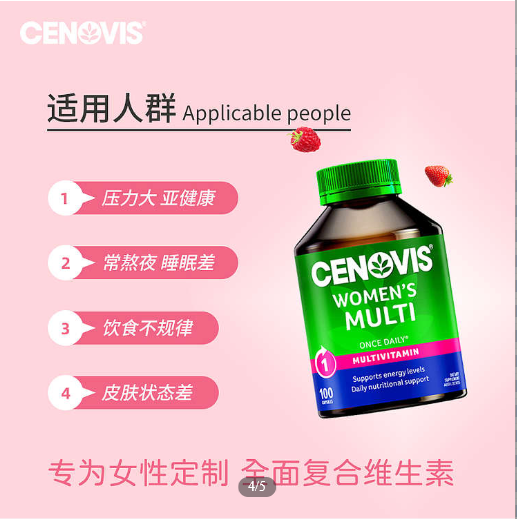 CENOVIS
适用人群 Applicable people
1 压力大 亚健康
2 常熬夜 睡眠差
3 饮食不规律
4 皮肤状态差
CENOVIS
WOMEN'S
MULTI
ONCE DAILY
MULTIVITAMIN
1
Supports energy levels
Daily nutritional support
100
CAPSULES
专为女性定制 全面复合维生素
4/5